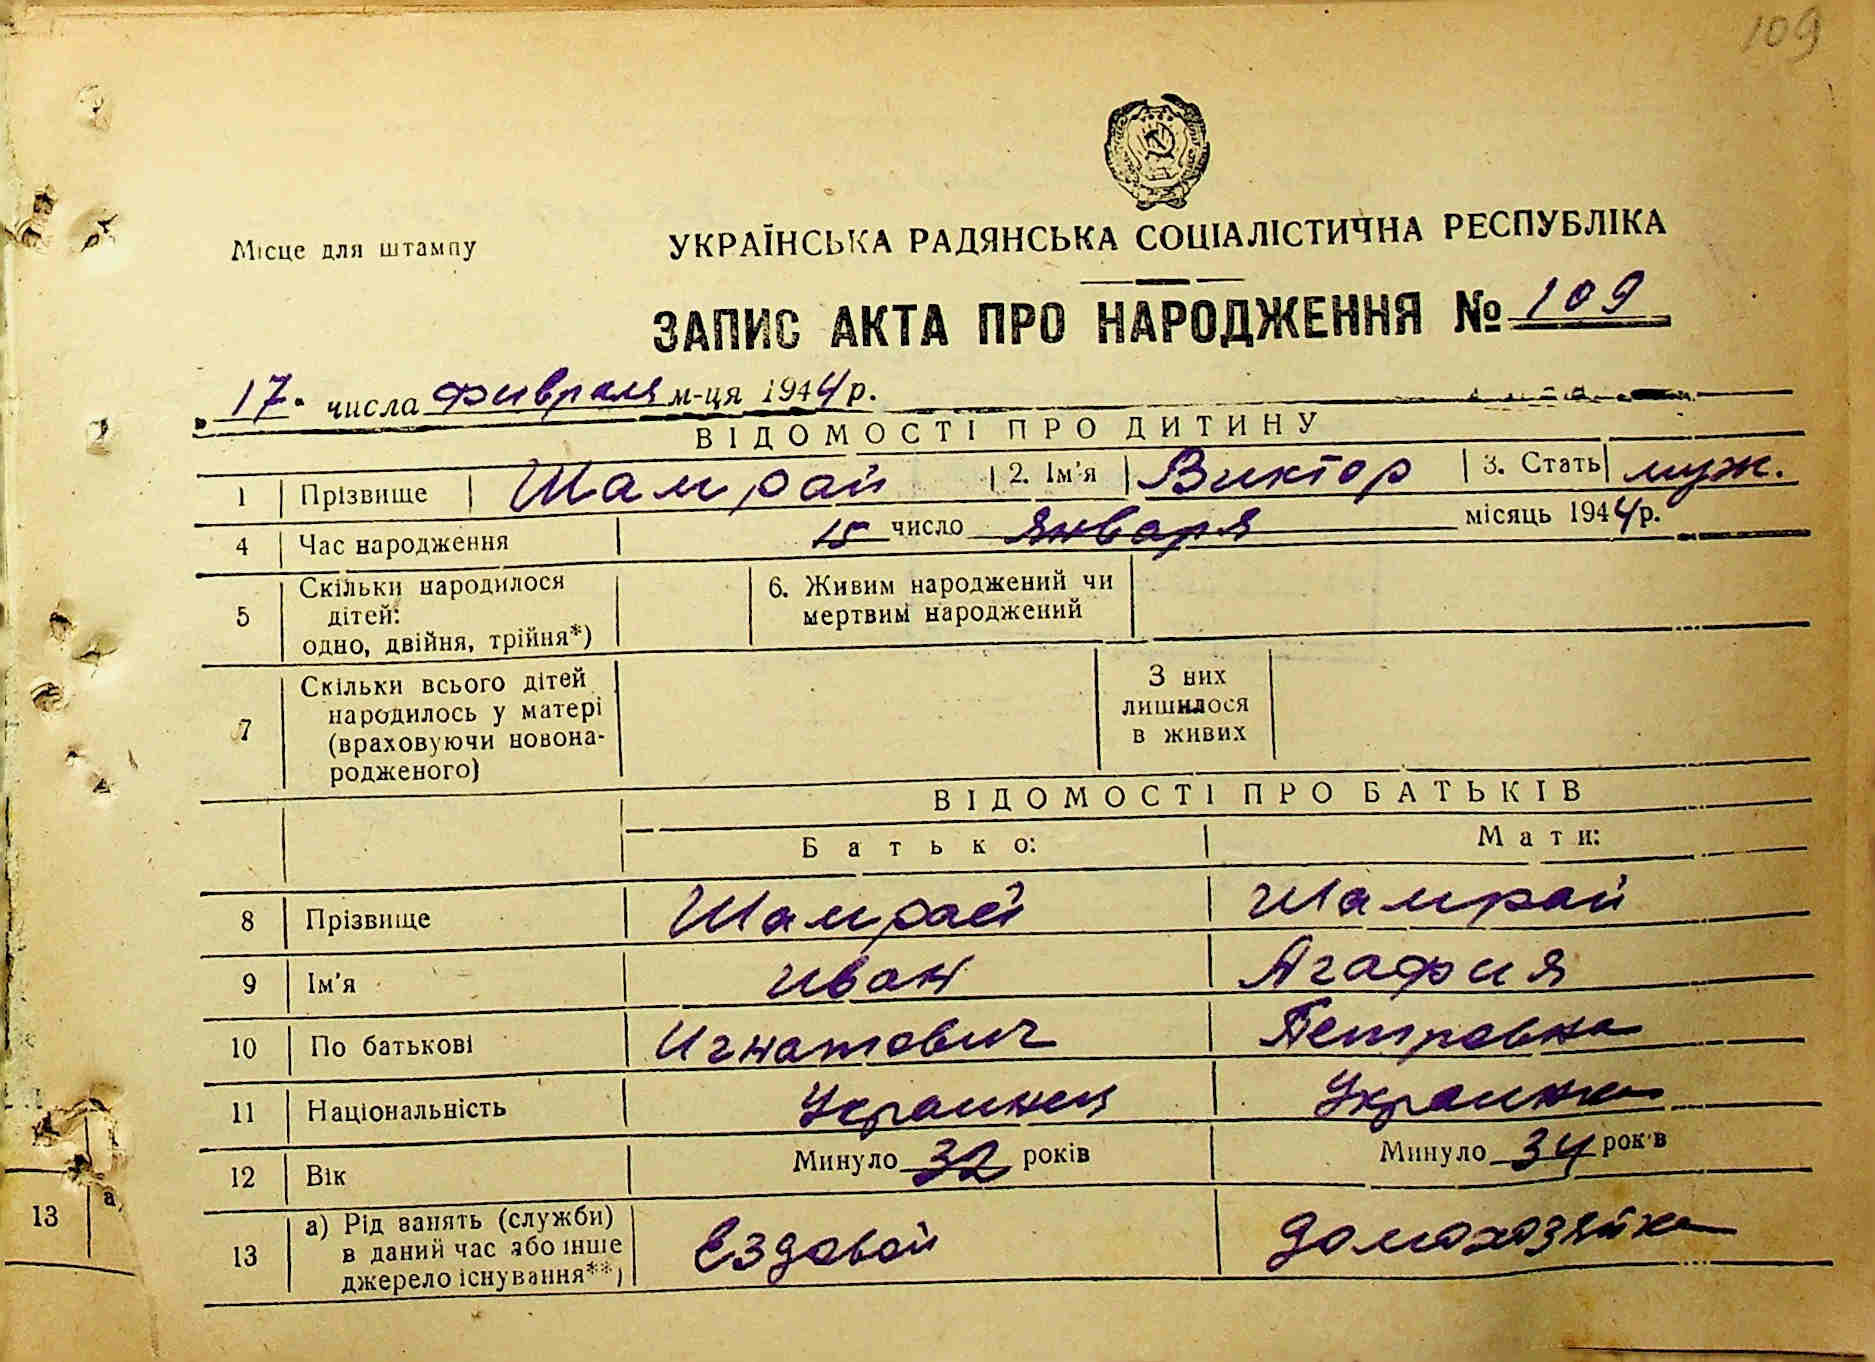 109
Місце для штампу
УКРАЇНСЬКА РАДЯНСЬКА СОЦІАЛІСТИЧНА РЕСПУБЛІКА
ЗАПИС АКТА ПРО НАРОДЖЕННЯ № 109
17. числа февраля м-ця 1944 р.
ВІДОМОСТІ ПРО ДИТИНУ
1 Прізвище Шамрай 2. Ім'я Виктор 3. Стать муж.
4 Час народження 15 число января місяць 1944 р.
5 Скільки народилося дітей: одно, двійня, трійня*) 6. Живим народжений чи мертвим народжений
7 Скільки всього дітей народилось у матері (враховуючи новонародженого) З них лишилося в живих
ВІДОМОСТІ ПРО БАТЬКІВ
Батько: Мати:
8 Прізвище Шамрай Шамрай
9 Ім'я Иван Агафия
10 По батькові Игнатович Петровна
11 Національність Украинец Украинка
12 Вік Минуло 32 років Минуло 34 років
13 а) Рід занять (служби) в даний час або інше джерело існування**) Ездовой домохозяйка
13 а)